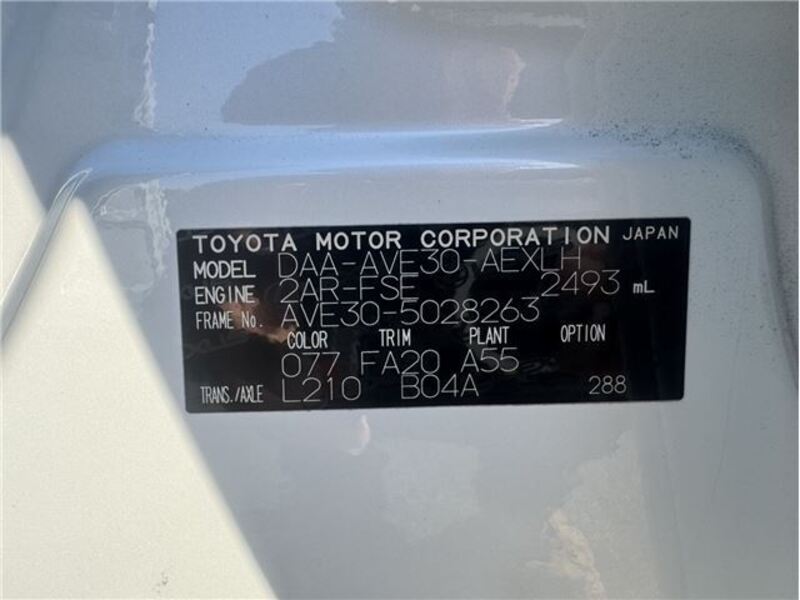 TOYOTA MOTOR CORPORATION JAPAN
MODEL DAA-AVE30-AEXLH
ENGINE 2AR-FSE 2493 mL
FRAME No. AVE30-5028263
COLOR TRIM PLANT OPTION
077 FA20 A55
TRANS./AXLE L210 B04A 288